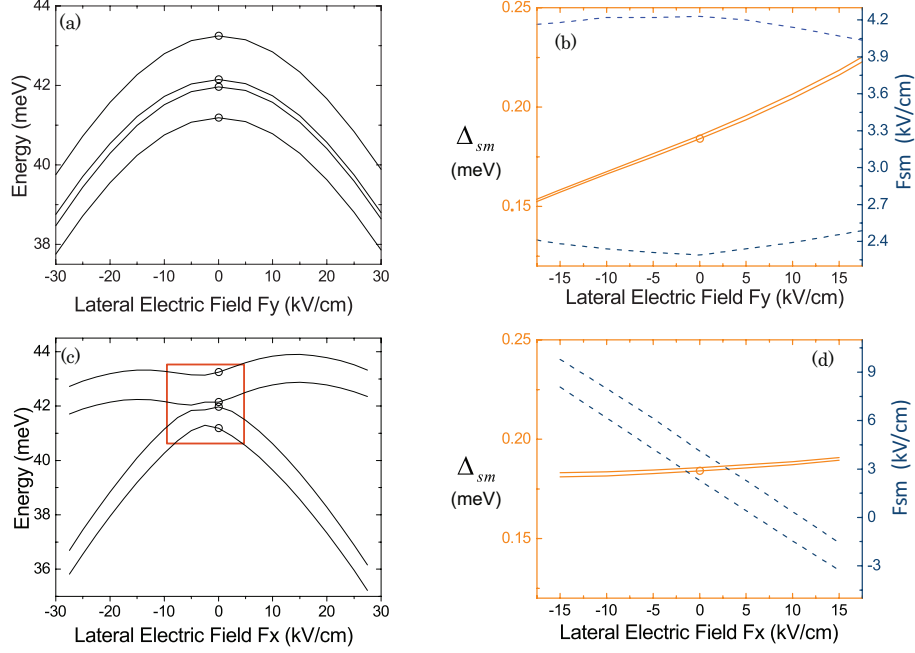 (a)
Energy (meV)
44
42
40
38
-30 -20 -10 0 10 20 30
Lateral Electric Field Fy (kV/cm)
(b)
Δsm
(meV)
0.25
0.20
0.15
-15 -10 -5 0 5 10 15
Lateral Electric Field Fy (kV/cm)
4.2
3.9
3.6
3.3
3.0
2.7
2.4
Fsm (kV/cm)
(c)
Energy (meV)
44
42
40
38
36
35
-30 -20 -10 0 10 20 30
Lateral Electric Field Fx (kV/cm)
(d)
Δsm
(meV)
0.25
0.20
0.15
-15 -10 -5 0 5 10 15
Lateral Electric Field Fx (kV/cm)
9
6
3
0
-3
Fsm (kV/cm)